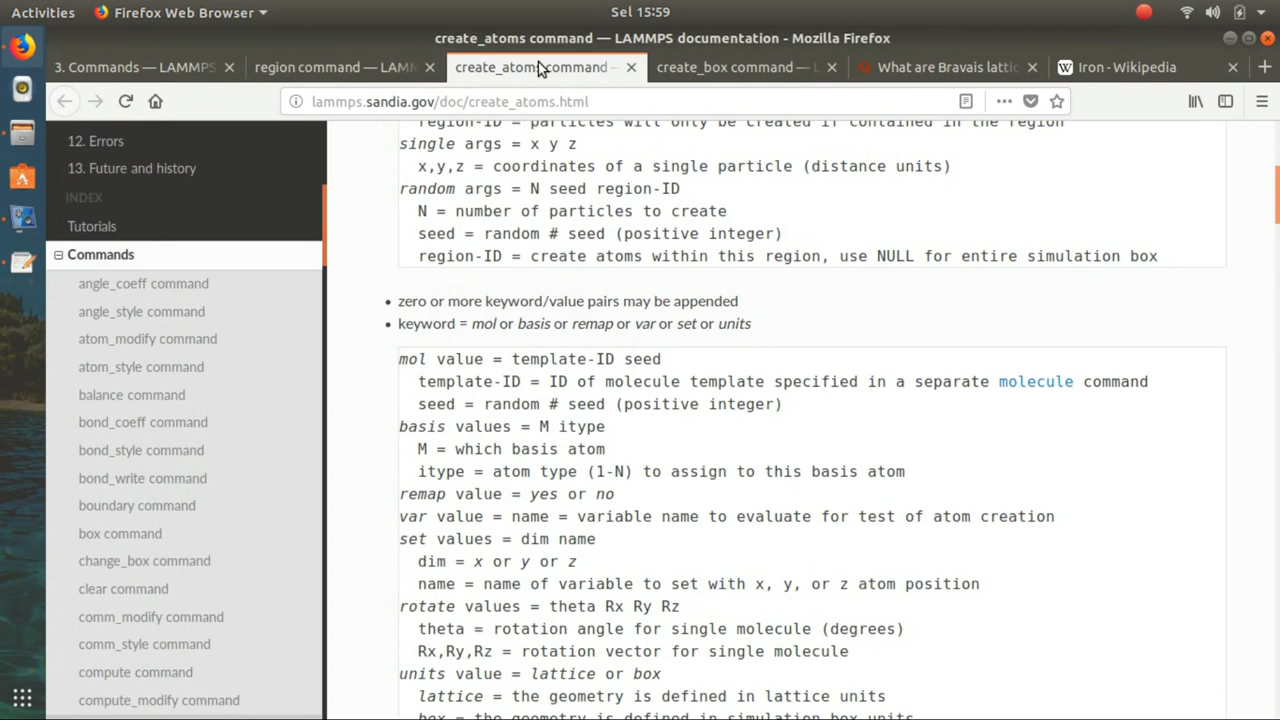 Activities Firefox Web Browser Sel 15:59
create_atoms command — LAMMPS documentation - Mozilla Firefox
3. Commands — LAMMPS region command — LAMM create_atoms command — create_box command — L What are Bravais lattic Iron - Wikipedia
lammps.sandia.gov/doc/create_atoms.html
12. Errors
13. Future and history
INDEX
Tutorials
Commands
angle_coeff command
angle_style command
atom_modify command
atom_style command
balance command
bond_coeff command
bond_style command
bond_write command
boundary command
box command
change_box command
clear command
comm_modify command
comm_style command
compute command
compute_modify command
region-ID = particles will only be created if contained in the region
single args = x y z
x,y,z = coordinates of a single particle (distance units)
random args = N seed region-ID
N = number of particles to create
seed = random # seed (positive integer)
region-ID = create atoms within this region, use NULL for entire simulation box
• zero or more keyword/value pairs may be appended
• keyword = mol or basis or remap or var or set or units
mol value = template-ID seed
template-ID = ID of molecule template specified in a separate molecule command
seed = random # seed (positive integer)
basis values = M itype
M = which basis atom
itype = atom type (1-N) to assign to this basis atom
remap value = yes or no
var value = name = variable name to evaluate for test of atom creation
set values = dim name
dim = x or y or z
name = name of variable to set with x, y, or z atom position
rotate values = theta Rx Ry Rz
theta = rotation angle for single molecule (degrees)
Rx,Ry,Rz = rotation vector for single molecule
units value = lattice or box
lattice = the geometry is defined in lattice units
box = the geometry is defined in simulation box units